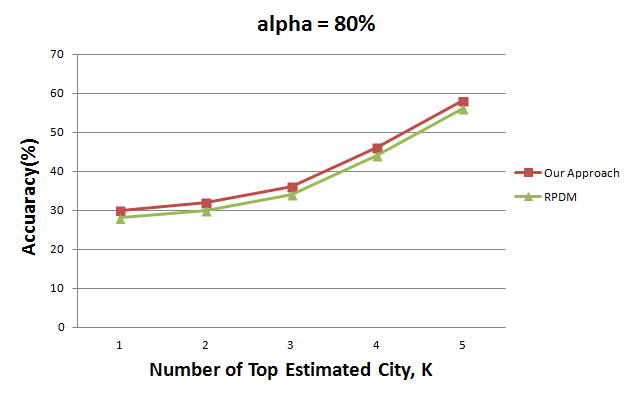 alpha = 80%
70
60
50
40
30
20
10
0
Accuaracy(%)
1 2 3 4 5
Number of Top Estimated City, K
Our Approach
RPDM